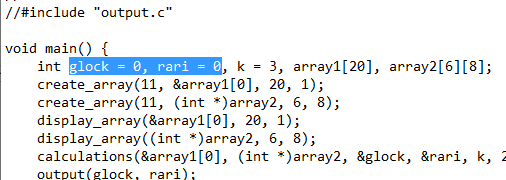 //#include "output.c"
void main() {
int glock = 0, rari = 0, k = 3, array1[20], array2[6][8];
create_array(11, &array1[0], 20, 1);
create_array(11, (int *)array2, 6, 8);
display_array(&array1[0], 20, 1);
display_array((int *)array2, 6, 8);
calculations(&array1[0], (int *)array2, &glock, &rari, k, 2
output(glock, rari);